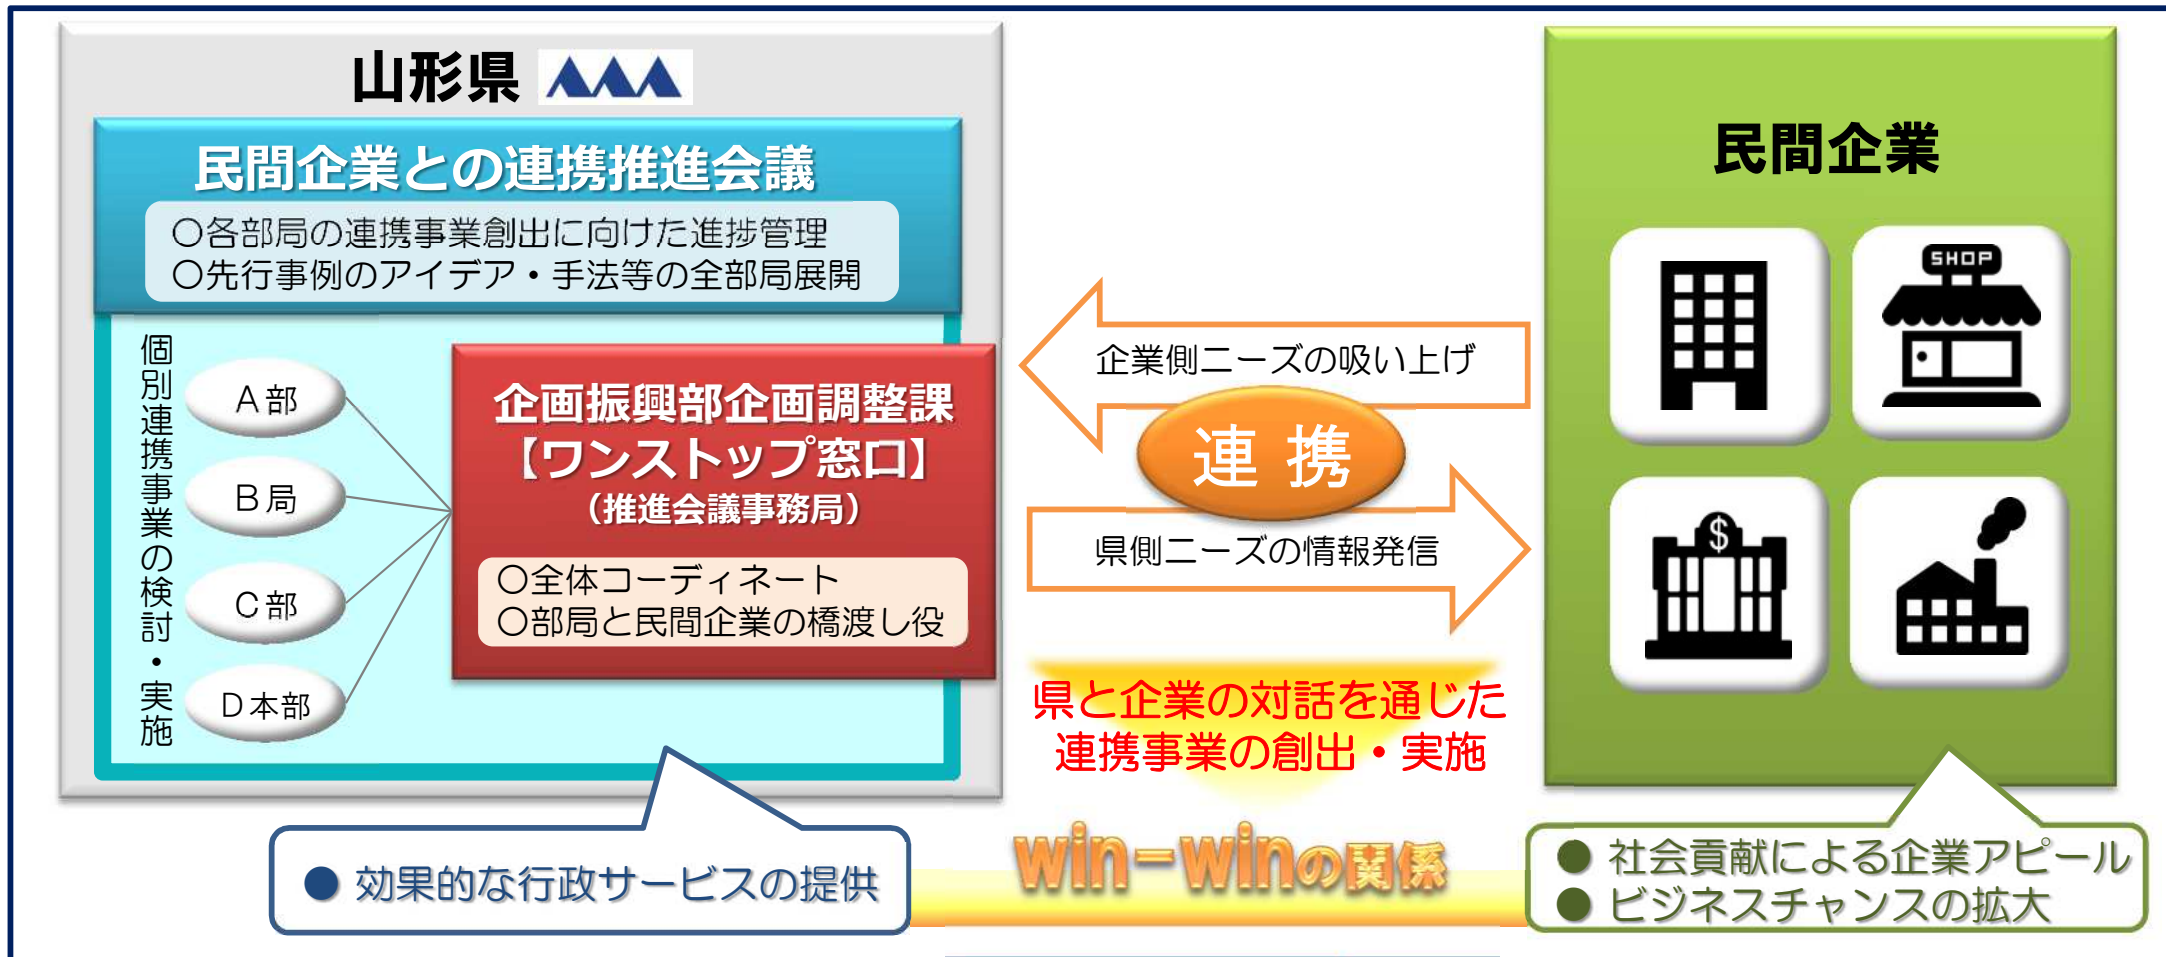 山形県
民間企業との連携推進会議
〇各部局の連携事業創出に向けた進捗管理
〇先行事例のアイデア・手法等の全部局展開
個別連携事業の検討・実施
A部
B局
C部
D本部
企画振興部企画調整課
【ワンストップ窓口】
（推進会議事務局）
〇全体コーディネート
〇部局と民間企業の橋渡し役
企業側ニーズの吸い上げ
連携
県側ニーズの情報発信
県と企業の対話を通じた
連携事業の創出・実施
民間企業
SHOP
$
● 効果的な行政サービスの提供
win-winの関係
● 社会貢献による企業アピール
● ビジネスチャンスの拡大